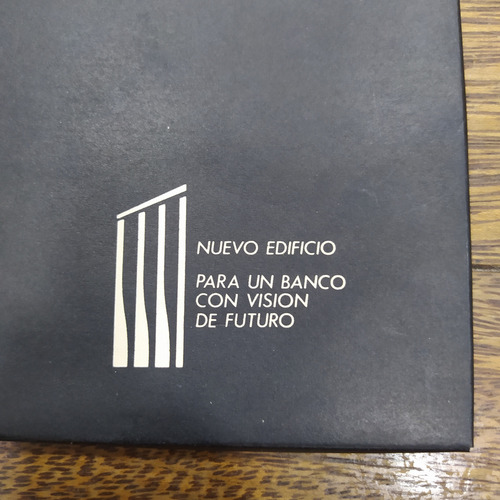 NUEVO EDIFICIO
PARA UN BANCO
CON VISION
DE FUTURO